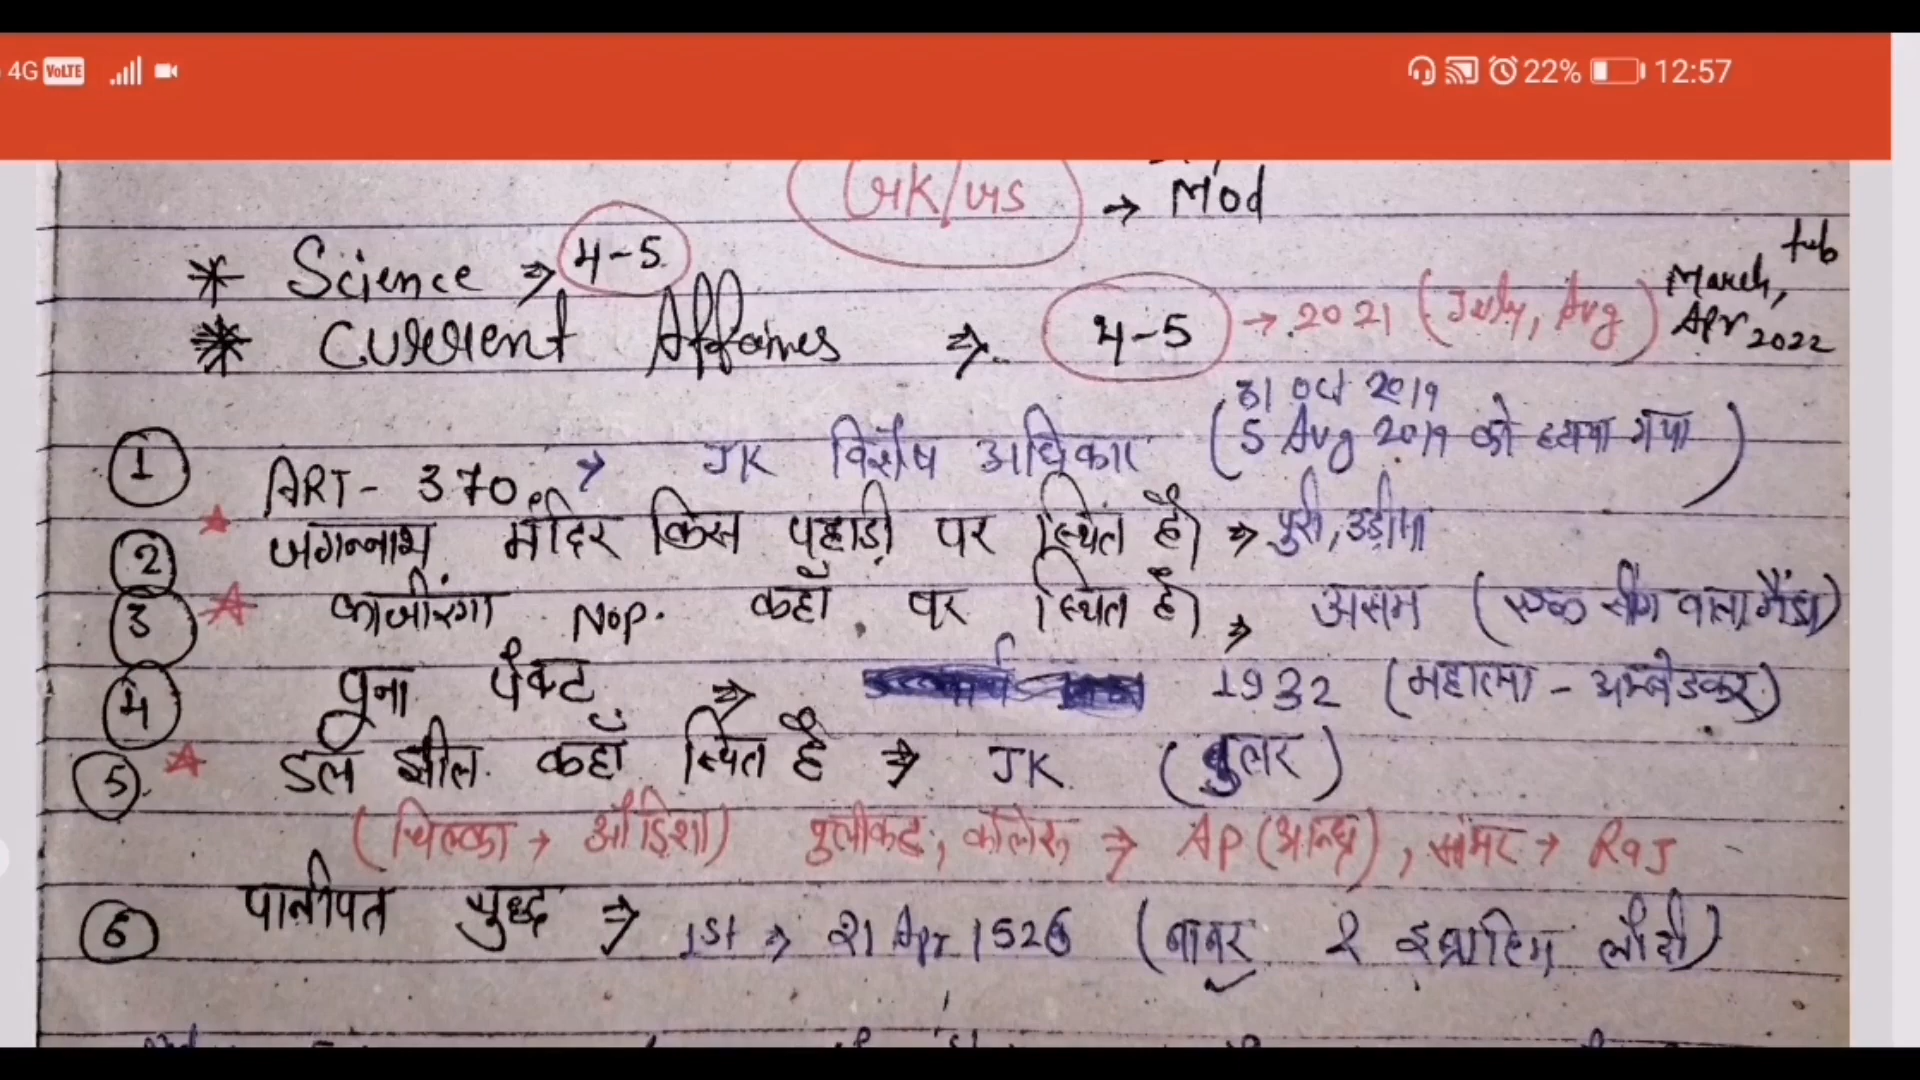 4G VoLTE 22% 12:57
GK/GS → Mod
* Science ⇒ 4-5
feb
* Current Affaires ⇒ 4-5 → 2021 (July, Aug) March, Apr 2022
31 Oct 2019
① ART- 370 → JK विशेष अधिकार (5 Aug 2019 को हटाया गया)
② जगन्नाथ मंदिर किस पहाड़ी पर स्थित है। ⇒ पुरी, उड़ीसा
③ काजीरंगा Nop. कहाँ पर स्थित है। ⇒ असम (एक सींग वाला गैंडा)
④ पूना पैक्ट ⇒ 1932 (महात्मा - अम्बेडकर)
⑤ डल झील कहाँ स्थित है ⇒ JK (वुलर)
(चिल्का → ओडिशा) पुलीकट, कोलेरू ⇒ AP (आन्ध्र), सांभर → Raj
⑥ पानीपत युद्ध ⇒ 1st ⇒ 21 Apr 1526 (बाबर & इब्राहिम लोदी)